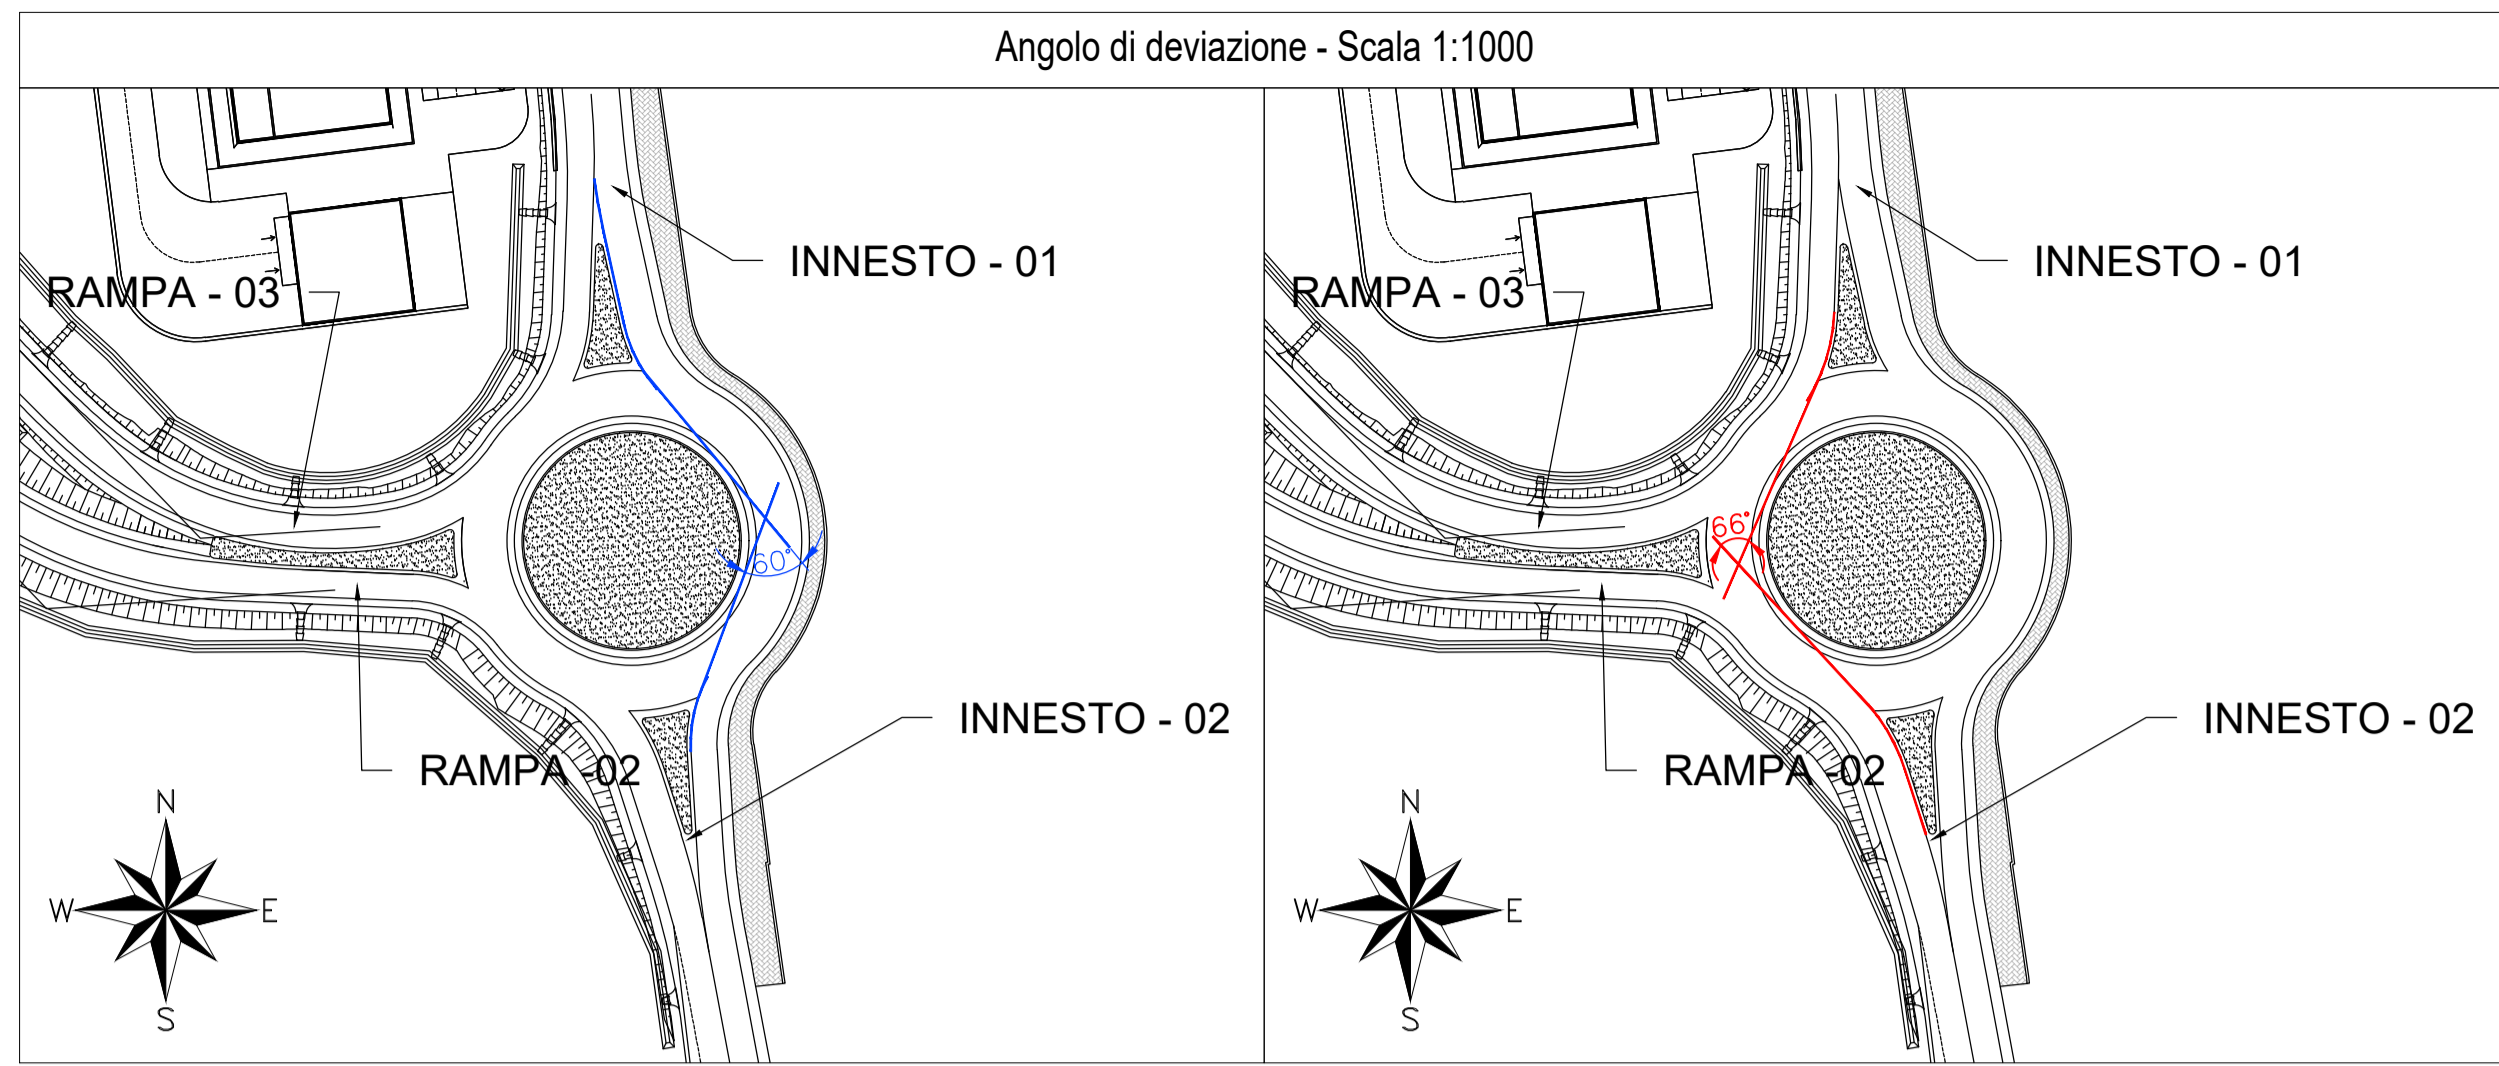 Angolo di deviazione - Scala 1:1000
INNESTO - 01
RAMPA - 03
60°
INNESTO - 02
RAMPA -02
N
W
E
S
INNESTO - 01
RAMPA - 03
66°
INNESTO - 02
RAMPA -02
N
W
E
S